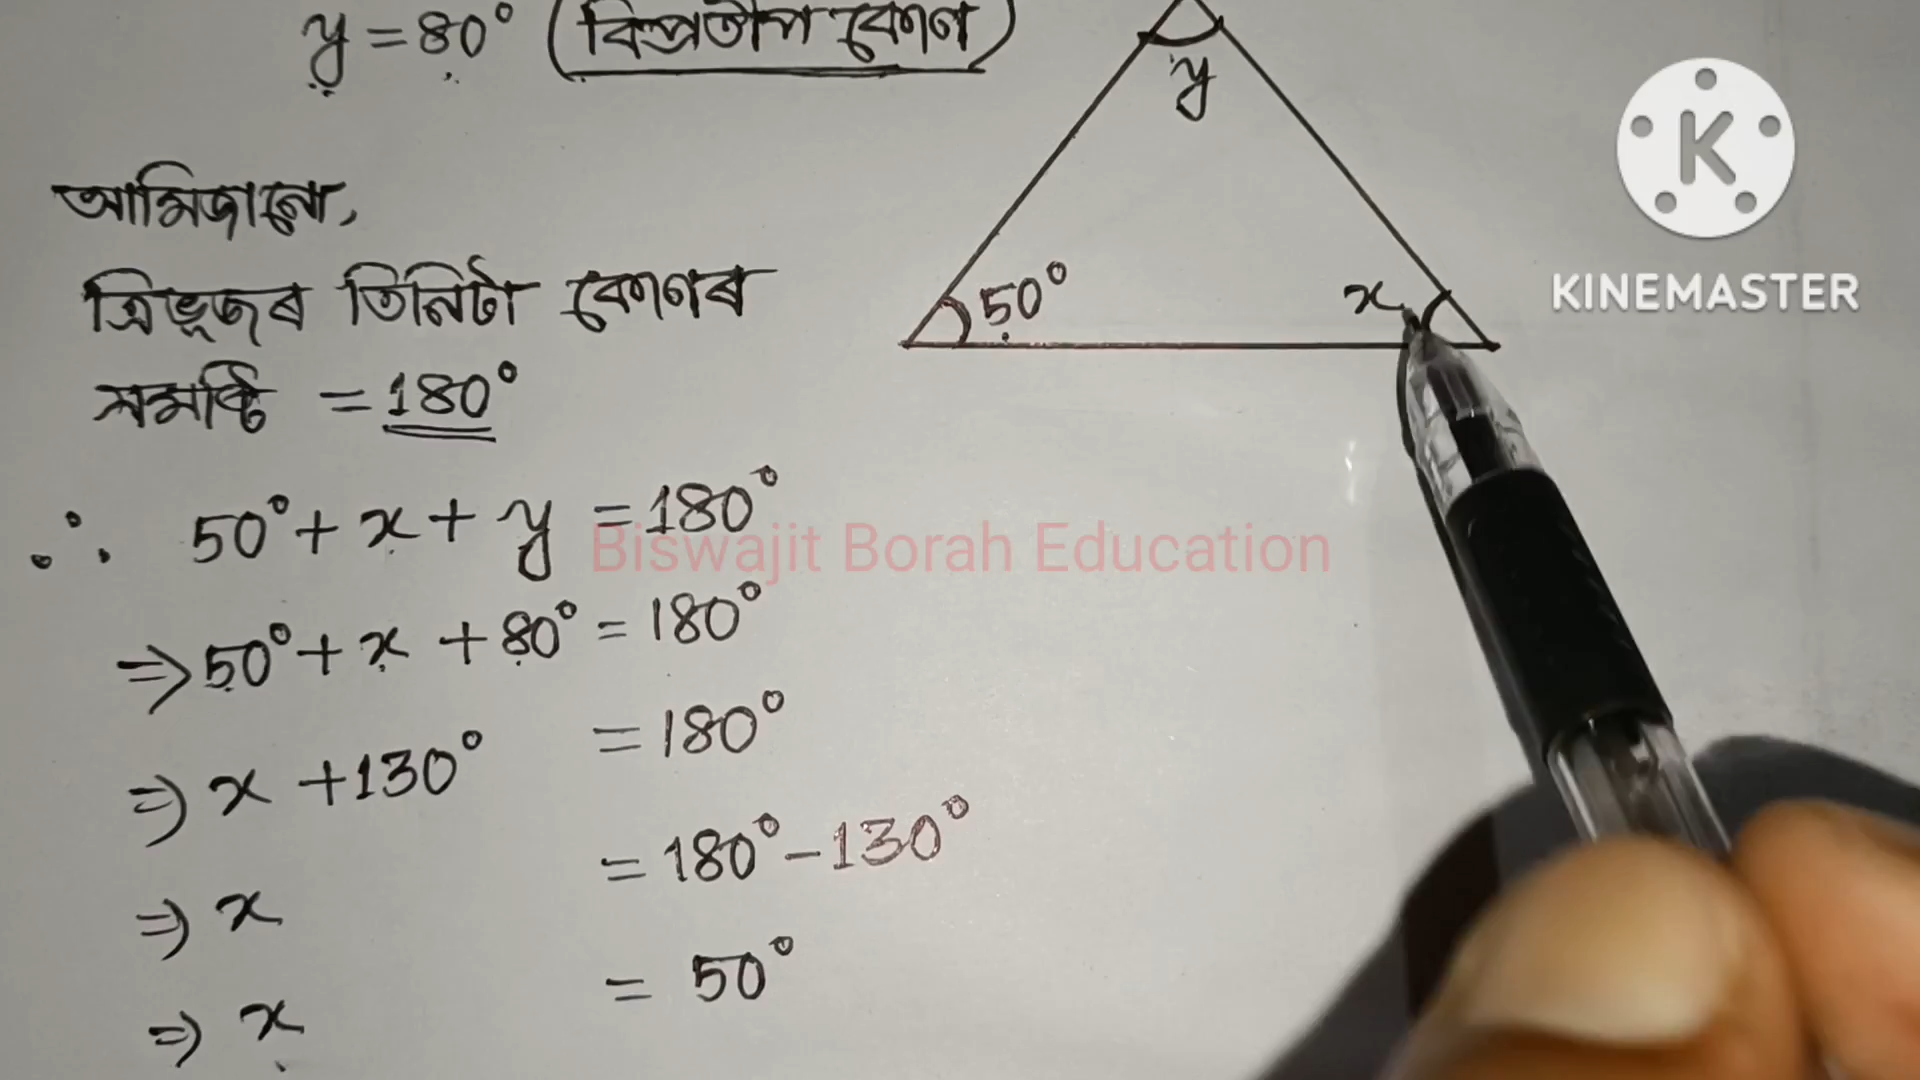 y = 80° (বিপ্ৰতীপ কোণ)
y
আমিজানো,
ত্ৰিভূজৰ তিনিটা কোণৰ
সমষ্টি = 180°
50°
x
∴ 50° + x + y = 180°
⇒ 50° + x + 80° = 180°
⇒ x + 130° = 180°
⇒ x = 180° - 130°
⇒ x = 50°
K
KINEMASTER
Biswajit Borah Education